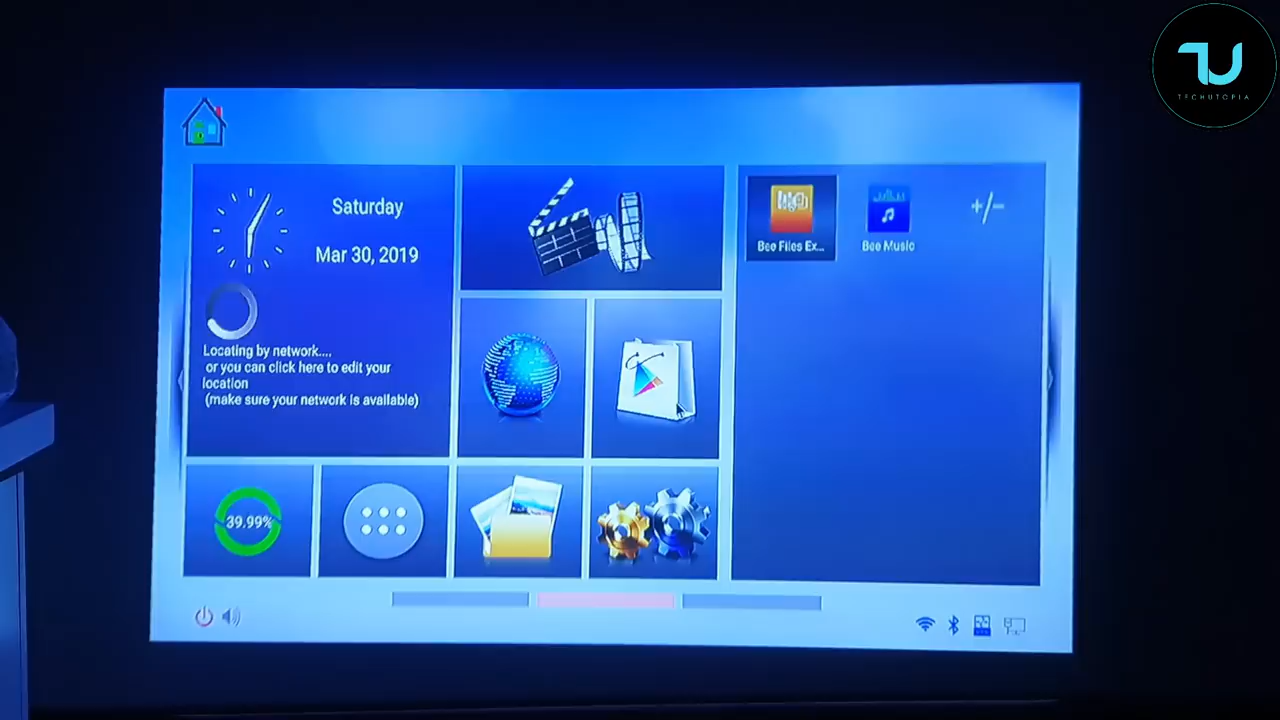 TECHUTOPIA
Saturday
Mar 30, 2019
Locating by network....
or you can click here to edit your
location
(make sure your network is available)
39.99%
Bee Files Ex...
Bee Music
+/-